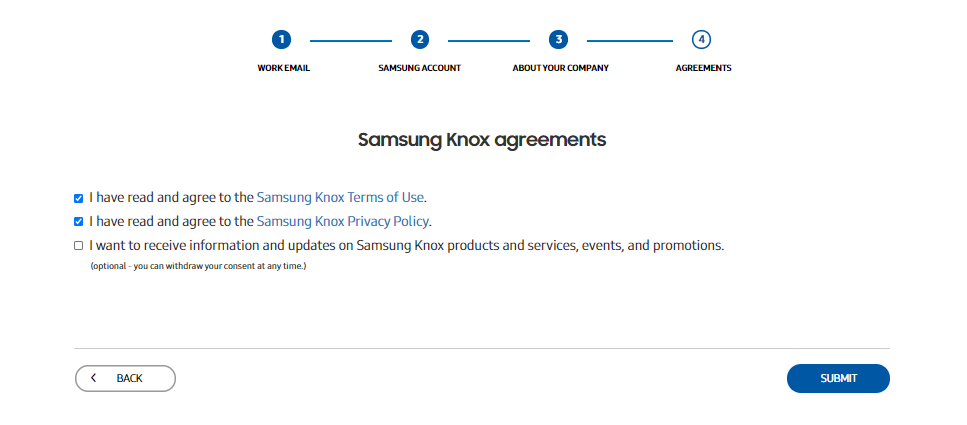 1 2 3 4
WORK EMAIL SAMSUNG ACCOUNT ABOUT YOUR COMPANY AGREEMENTS
Samsung Knox agreements
I have read and agree to the Samsung Knox Terms of Use.
I have read and agree to the Samsung Knox Privacy Policy.
I want to receive information and updates on Samsung Knox products and services, events, and promotions.
(optional - you can withdraw your consent at any time.)
BACK SUBMIT